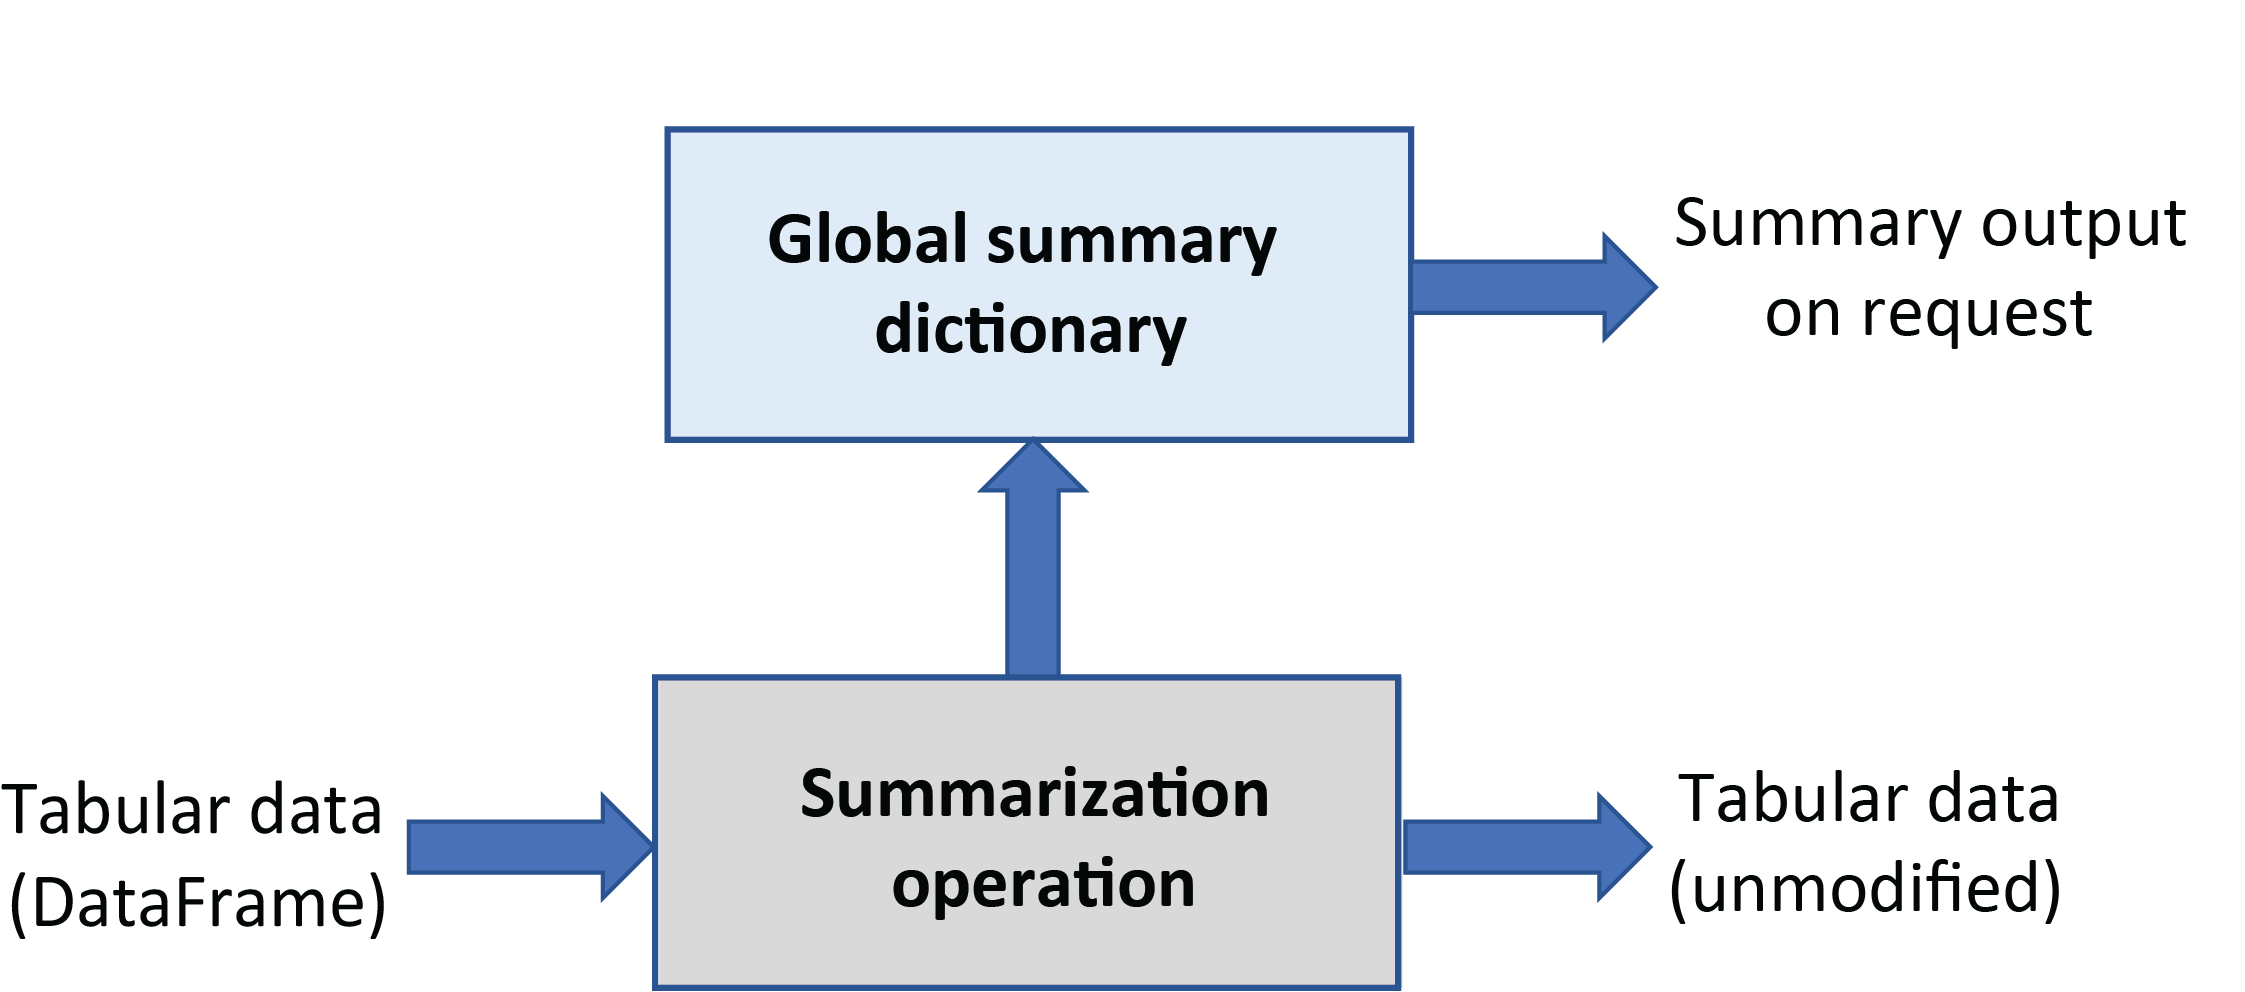 Global summary
dictionary
Summary output
on request
Summarization
operation
Tabular data
(DataFrame)
Tabular data
(unmodified)